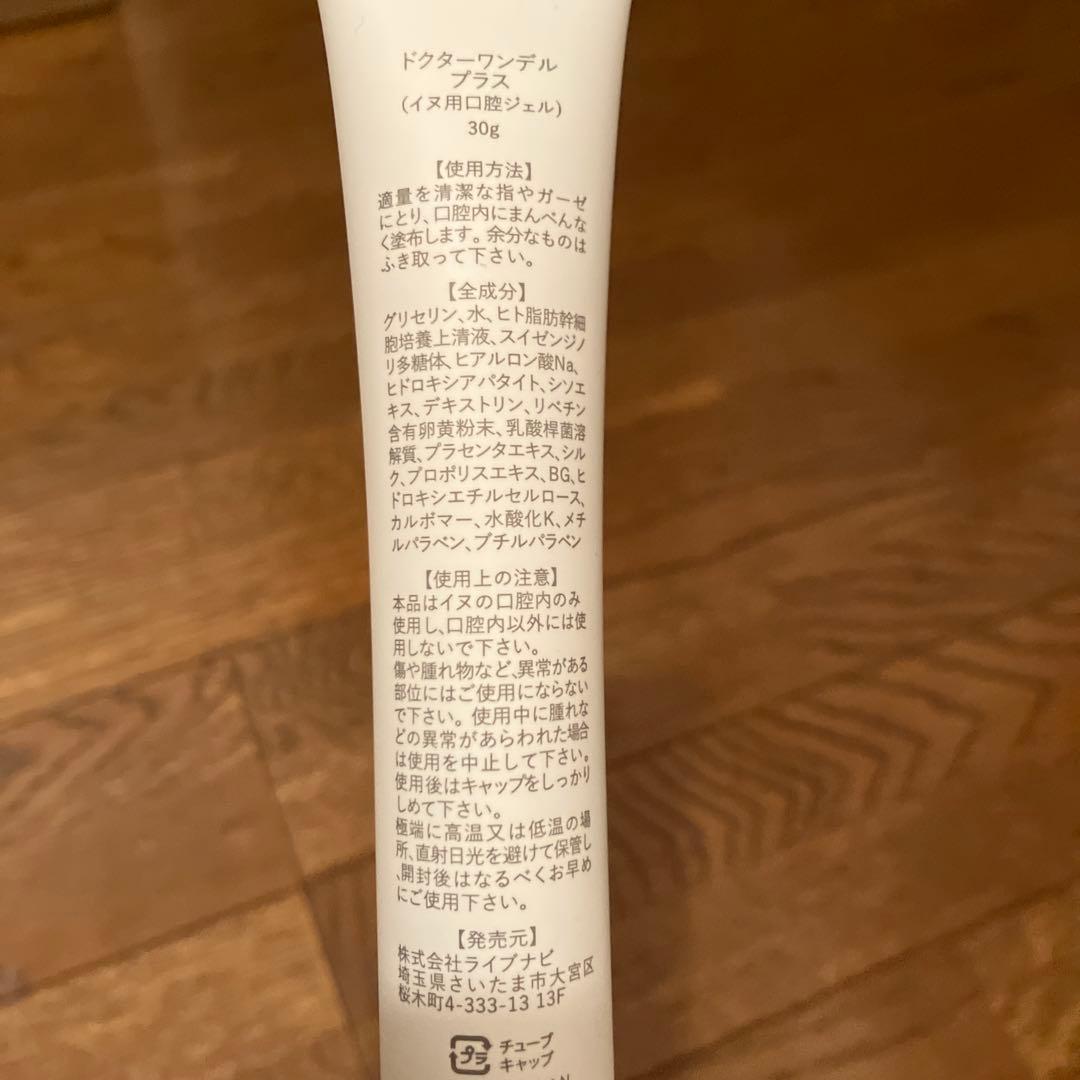 ドクターワンデル
プラス
(イヌ用口腔ジェル)
30g
【使用方法】
適量を清潔な指やガーゼ
にとり、口腔内にまんべんな
く塗布します。余分なものは
ふき取って下さい。
【全成分】
グリセリン、水、ヒト脂肪幹細
胞培養上清液、スイゼンジノ
リ多糖体、ヒアルロン酸Na、
ヒドロキシアパタイト、シソエ
キス、デキストリン、リベチン
含有卵黄粉末、乳酸桿菌溶
解質、プラセンタエキス、シル
ク、プロポリスエキス、BG、ヒ
ドロキシエチルセルロース、
カルボマー、水酸化K、メチ
ルパラベン、ブチルパラベン
【使用上の注意】
本品はイヌの口腔内のみ
使用し、口腔内以外には使
用しないで下さい。
傷や腫れ物など、異常がある
部位にはご使用にならない
で下さい。使用中に腫れな
どの異常があらわれた場合
は使用を中止して下さい。
使用後はキャップをしっかり
しめて下さい。
極端に高温又は低温の場
所、直射日光を避けて保管し
、開封後はなるべくお早め
にご使用下さい。
【発売元】
株式会社ライブナビ
埼玉県さいたま市大宮区
桜木町4-333-13 13F
プラ チューブ
キャップ